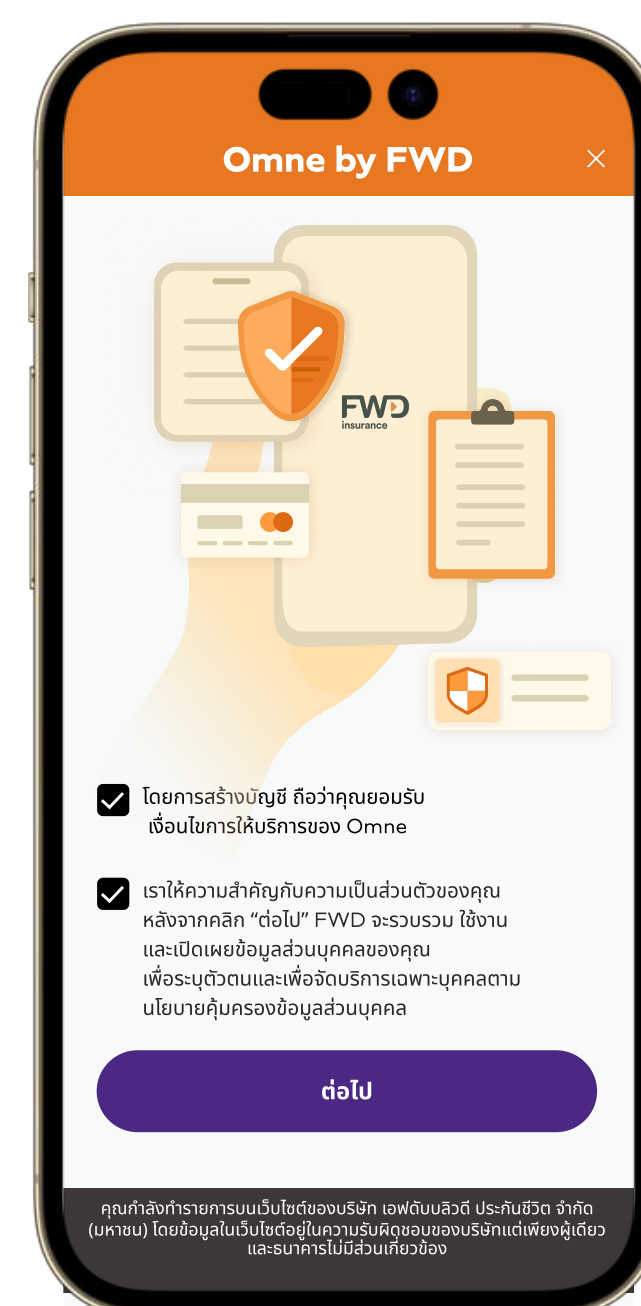 Omne by FWD
FWD
insurance
โดยการสร้างบัญชี ถือว่าคุณยอมรับ
เงื่อนไขการให้บริการของ Omne
เราให้ความสำคัญกับความเป็นส่วนตัวของคุณ
หลังจากคลิก “ต่อไป” FWD จะรวบรวม ใช้งาน
และเปิดเผยข้อมูลส่วนบุคคลของคุณ
เพื่อระบุตัวตนและเพื่อจัดบริการเฉพาะบุคคลตาม
นโยบายคุ้มครองข้อมูลส่วนบุคคล
ต่อไป
คุณกำลังทำรายการบนเว็บไซต์ของบริษัท เอฟดับบลิวดี ประกันชีวิต จำกัด
(มหาชน) โดยข้อมูลในเว็บไซต์อยู่ในความรับผิดชอบของบริษัทแต่เพียงผู้เดียว
และธนาคารไม่มีส่วนเกี่ยวข้อง